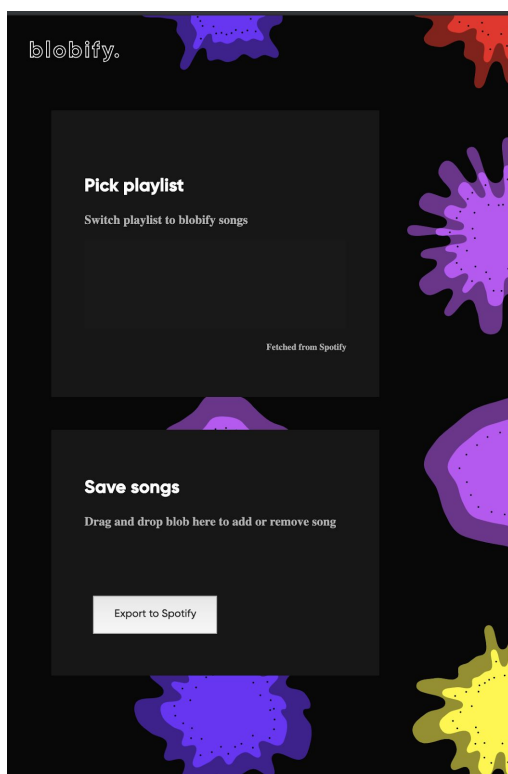 blobify.
Pick playlist
Switch playlist to blobify songs
Fetched from Spotify
Save songs
Drag and drop blob here to add or remove song
Export to Spotify